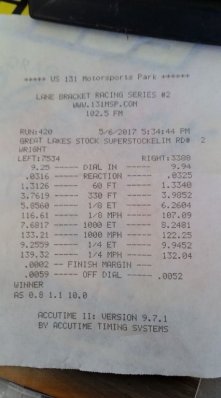 ***** US 131 Motorsports Park ******
LANE BRACKET RACING SERIES #2
WWW.131MSP.COM
102.5 FM
RUN:420 5/6/2017 5:34:44 PM
GREAT LAKES STOCK SUPERSTOCKELIM RD# 2
WRIGHT
LEFT:7534 RIGHT:3388
9.25 ---- DIAL IN ---- 9.94
.0316 ---- REACTION ---- .0325
1.3126 ---- 60 FT ---- 1.3348
3.7619 ---- 330 FT ---- 3.9852
5.8560 ---- 1/8 ET ---- 6.2604
116.61 ---- 1/8 MPH ---- 107.09
7.6817 ---- 1000 ET ---- 8.2481
133.21 ---- 1000 MPH ---- 122.25
9.2559 ---- 1/4 ET ---- 9.9452
139.32 ---- 1/4 MPH ---- 132.04
.0002 -- FINISH MARGIN ----
.0059 ---- OFF DIAL ---- .0052
WINNER
AS 0.8 1.1 10.0
ACCUTIME II: VERSION 9.7.1
BY ACCUTIME TIMING SYSTEMS